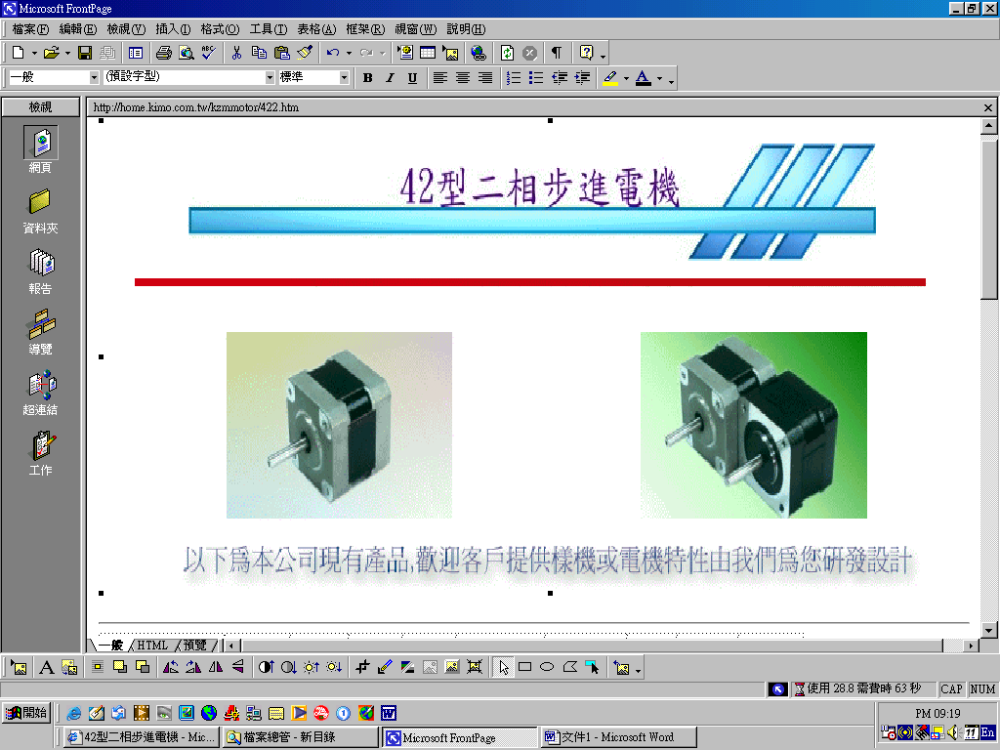 Microsoft FrontPage
檔案(F) 編輯(E) 檢視(V) 插入(I) 格式(O) 工具(T) 表格(A) 框架(R) 視窗(W) 說明(H)
一般 (預設字型) 標準 B I U A
檢視 http://home.kimo.com.tw/kzmmotor/422.htm
網頁
資料夾
報告
導覽
超連結
工作
42型二相步進電機
以下為本公司現有產品,歡迎客戶提供樣機或電機特性由我們為您研發設計
一般 HTML 預覽
使用 28.8 需費時 63 秒 CAP NUM
開始 PM 09:19
42型二相步進電機 - Mic... 檔案總管 - 新目錄 Microsoft FrontPage 文件1 - Microsoft Word En